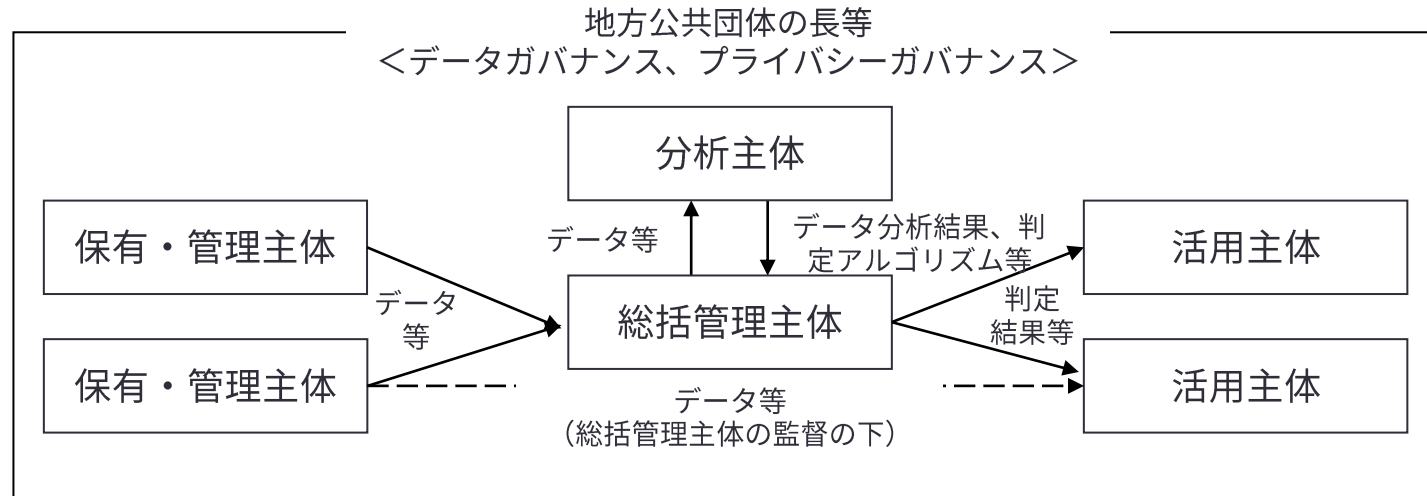 地方公共団体の長等
＜データガバナンス、プライバシーガバナンス＞
分析主体
保有・管理主体
データ等
データ分析結果、判
定アルゴリズム等
活用主体
データ
等
総括管理主体
判定
結果等
保有・管理主体
活用主体
データ等
（総括管理主体の監督の下）